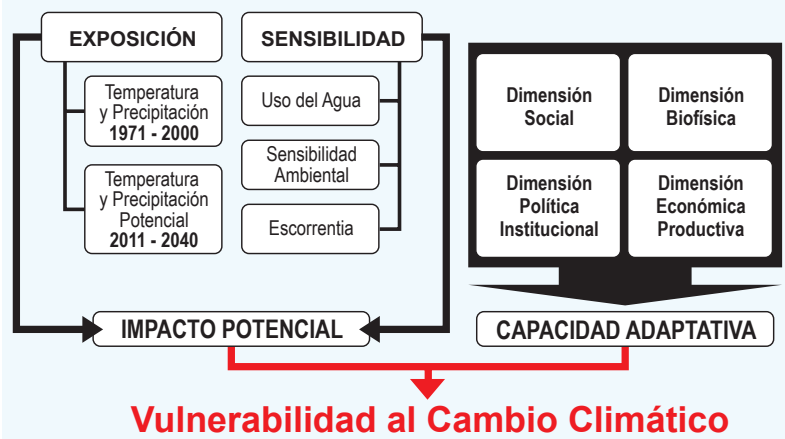 EXPOSICIÓN
Temperatura
y Precipitación
1971 - 2000
Temperatura
y Precipitación
Potencial
2011 - 2040
SENSIBILIDAD
Uso del Agua
Sensibilidad
Ambiental
Escorrentia
Dimensión
Social
Dimensión
Biofísica
Dimensión
Política
Institucional
Dimensión
Económica
Productiva
IMPACTO POTENCIAL
CAPACIDAD ADAPTATIVA
Vulnerabilidad al Cambio Climático